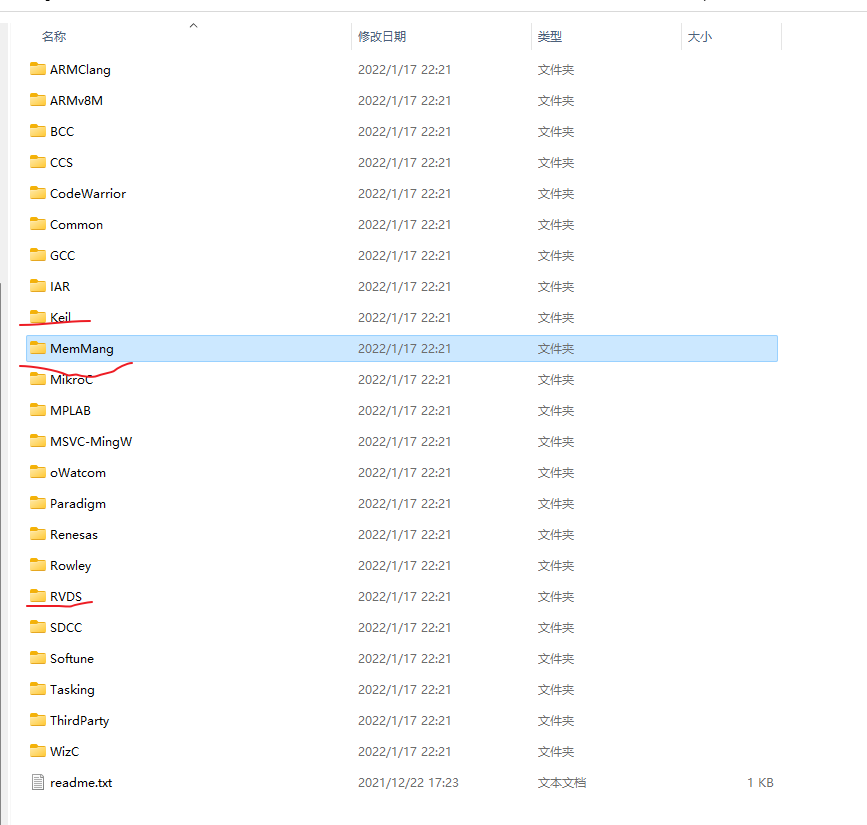 名称 修改日期 类型 大小
ARMClang 2022/1/17 22:21 文件夹
ARMv8M 2022/1/17 22:21 文件夹
BCC 2022/1/17 22:21 文件夹
CCS 2022/1/17 22:21 文件夹
CodeWarrior 2022/1/17 22:21 文件夹
Common 2022/1/17 22:21 文件夹
GCC 2022/1/17 22:21 文件夹
IAR 2022/1/17 22:21 文件夹
Keil 2022/1/17 22:21 文件夹
MemMang 2022/1/17 22:21 文件夹
MikroC 2022/1/17 22:21 文件夹
MPLAB 2022/1/17 22:21 文件夹
MSVC-MingW 2022/1/17 22:21 文件夹
oWatcom 2022/1/17 22:21 文件夹
Paradigm 2022/1/17 22:21 文件夹
Renesas 2022/1/17 22:21 文件夹
Rowley 2022/1/17 22:21 文件夹
RVDS 2022/1/17 22:21 文件夹
SDCC 2022/1/17 22:21 文件夹
Softune 2022/1/17 22:21 文件夹
Tasking 2022/1/17 22:21 文件夹
ThirdParty 2022/1/17 22:21 文件夹
WizC 2022/1/17 22:21 文件夹
readme.txt 2021/12/22 17:23 文本文档 1 KB